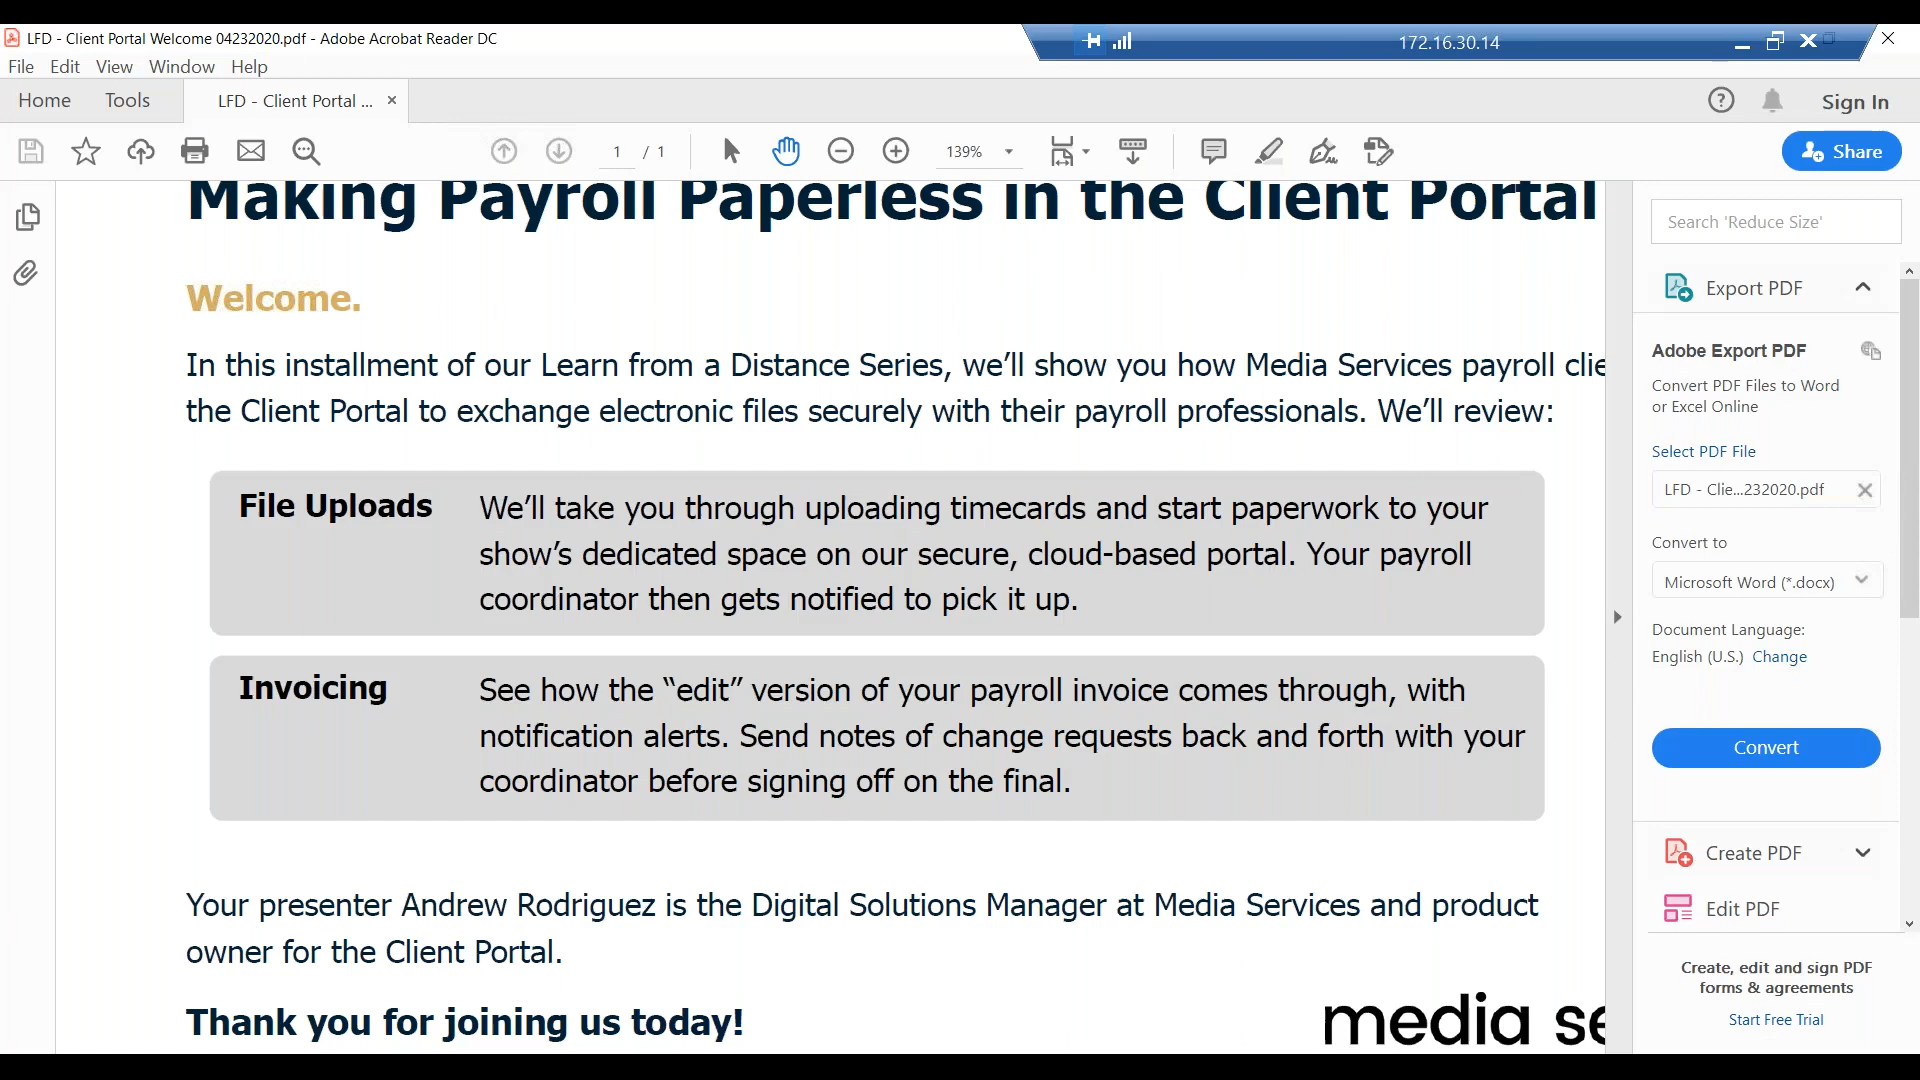 LFD - Client Portal Welcome 04232020.pdf - Adobe Acrobat Reader DC
172.16.30.14
File Edit View Window Help
Home Tools LFD - Client Portal ... Sign In
1 / 1 139% Share
Making Payroll Paperless in the Client Portal
Welcome.
In this installment of our Learn from a Distance Series, we’ll show you how Media Services payroll clie
the Client Portal to exchange electronic files securely with their payroll professionals. We’ll review:
File Uploads We’ll take you through uploading timecards and start paperwork to your
show’s dedicated space on our secure, cloud-based portal. Your payroll
coordinator then gets notified to pick it up.
Invoicing See how the “edit” version of your payroll invoice comes through, with
notification alerts. Send notes of change requests back and forth with your
coordinator before signing off on the final.
Your presenter Andrew Rodriguez is the Digital Solutions Manager at Media Services and product
owner for the Client Portal.
Thank you for joining us today!
media se
Search 'Reduce Size'
Export PDF
Adobe Export PDF
Convert PDF Files to Word
or Excel Online
Select PDF File
LFD - Clie...232020.pdf
Convert to
Microsoft Word (*.docx)
Document Language:
English (U.S.) Change
Convert
Create PDF
Edit PDF
Create, edit and sign PDF
forms & agreements
Start Free Trial